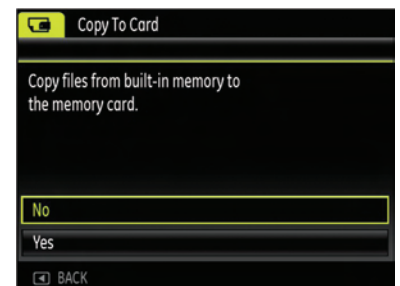 Copy To Card
Copy files from built-in memory to
the memory card.
No
Yes
BACK